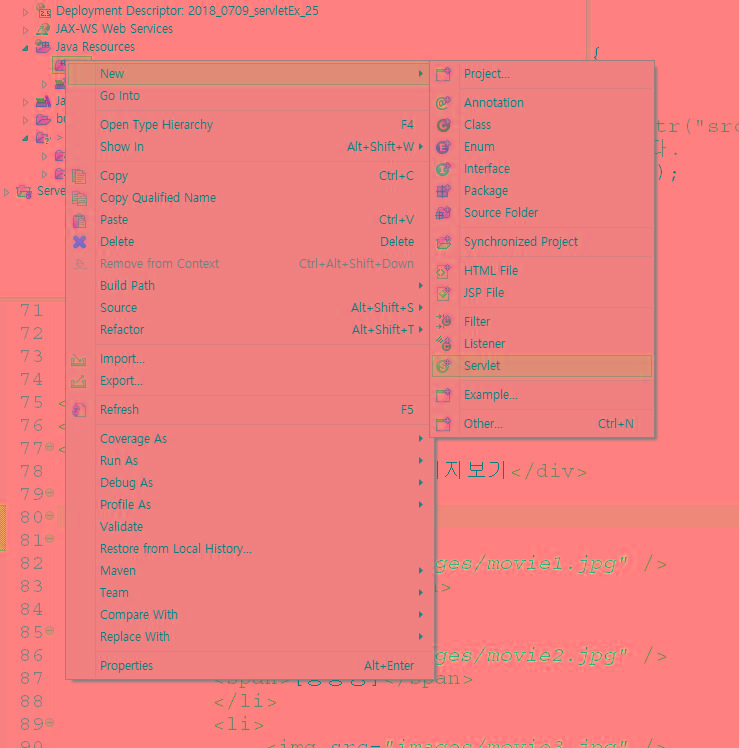 Deployment Descriptor: 2018_0709_servletEx_25
JAX-WS Web Services
Java Resources
{
New
Go Into
Open Type Hierarchy F4
Show In Alt+Shift+W
Copy Ctrl+C
Copy Qualified Name
Paste Ctrl+V
Delete Delete
Remove from Context Ctrl+Alt+Shift+Down
Build Path
Source Alt+Shift+S
Refactor Alt+Shift+T
Import...
Export...
Refresh F5
Coverage As
Run As
Debug As
Profile As
Validate
Restore from Local History...
Maven
Team
Compare With
Replace With
Properties Alt+Enter
Project...
Annotation
Class
Enum
Interface
Package
Source Folder
Synchronized Project
HTML File
JSP File
Filter
Listener
Servlet
Example...
Other... Ctrl+N
Ja
bu
>
Serve
tr("src
다.
);
71
72
73
74
75 <
76 <
77 <
78 지보기</div>
79
80
81
82 ges/movie1.jpg" />
83 >
84
85
86 ges/movie2.jpg" />
87 <span> </span>
88 </li>
89 <li>
90 <img src="images/movie3.jpg" />